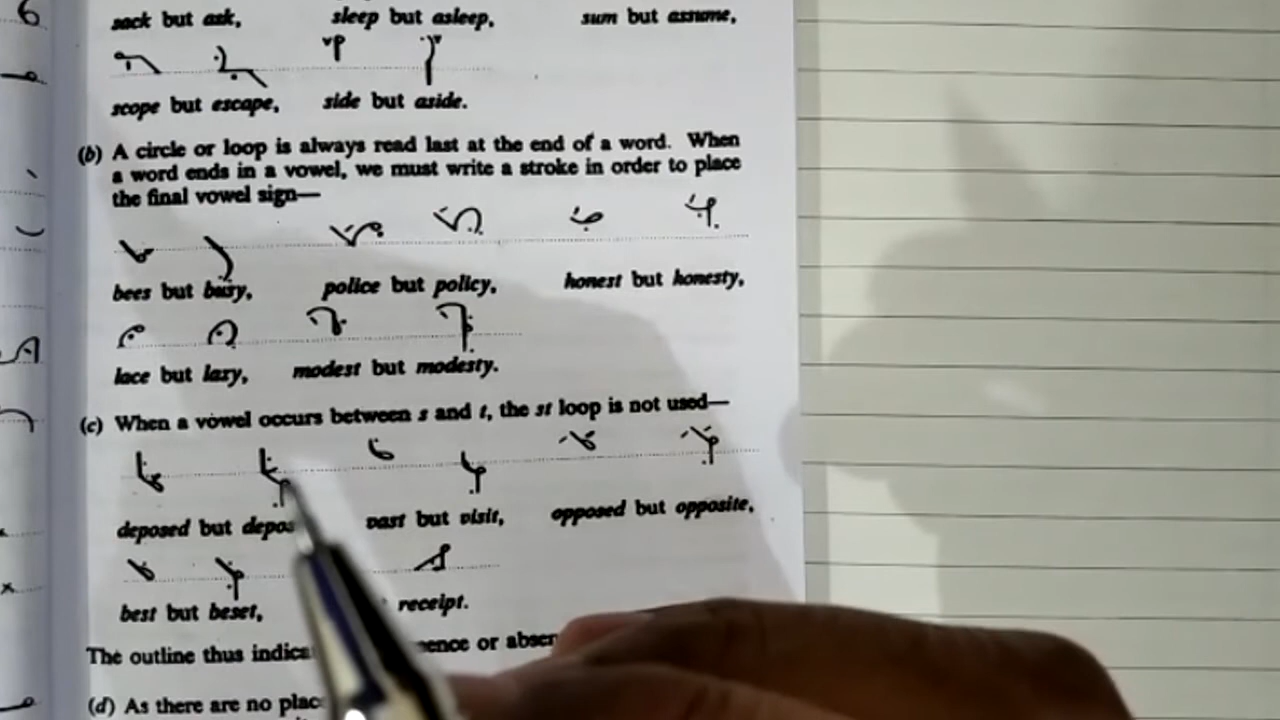 sack but ask, sleep but asleep, sum but assume,
scope but escape, side but aside.
(b) A circle or loop is always read last at the end of a word. When
a word ends in a vowel, we must write a stroke in order to place
the final vowel sign—
bees but busy, police but policy, honest but honesty,
lace but lazy, modest but modesty.
(c) When a vowel occurs between s and t, the st loop is not used—
deposed but depos vast but visit, opposed but opposite,
best but beset, receipt.
The outline thus indica ence or absen
(d) As there are no plac